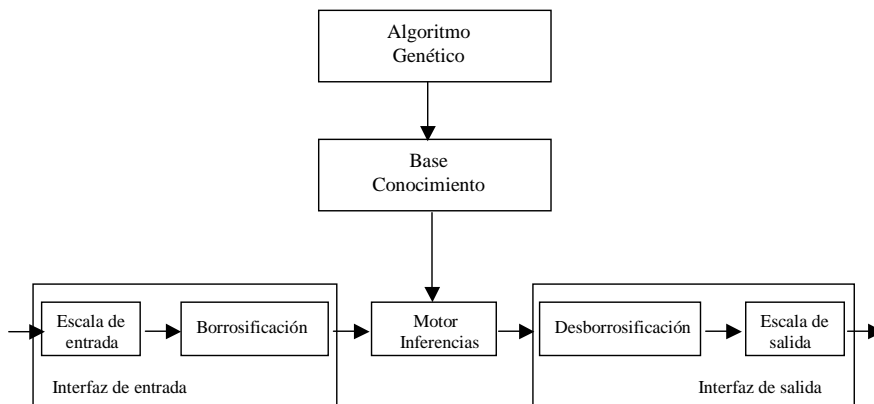 Algoritmo
Genético
Base
Conocimiento
Escala de
entrada
Borrosificación
Motor
Inferencias
Desborrosificación
Escala de
salida
Interfaz de entrada
Interfaz de salida